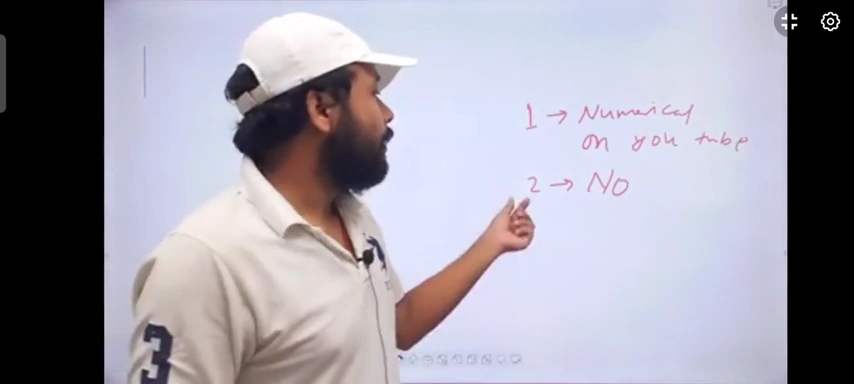 1 → Numerical
on you tube
2 → No
3